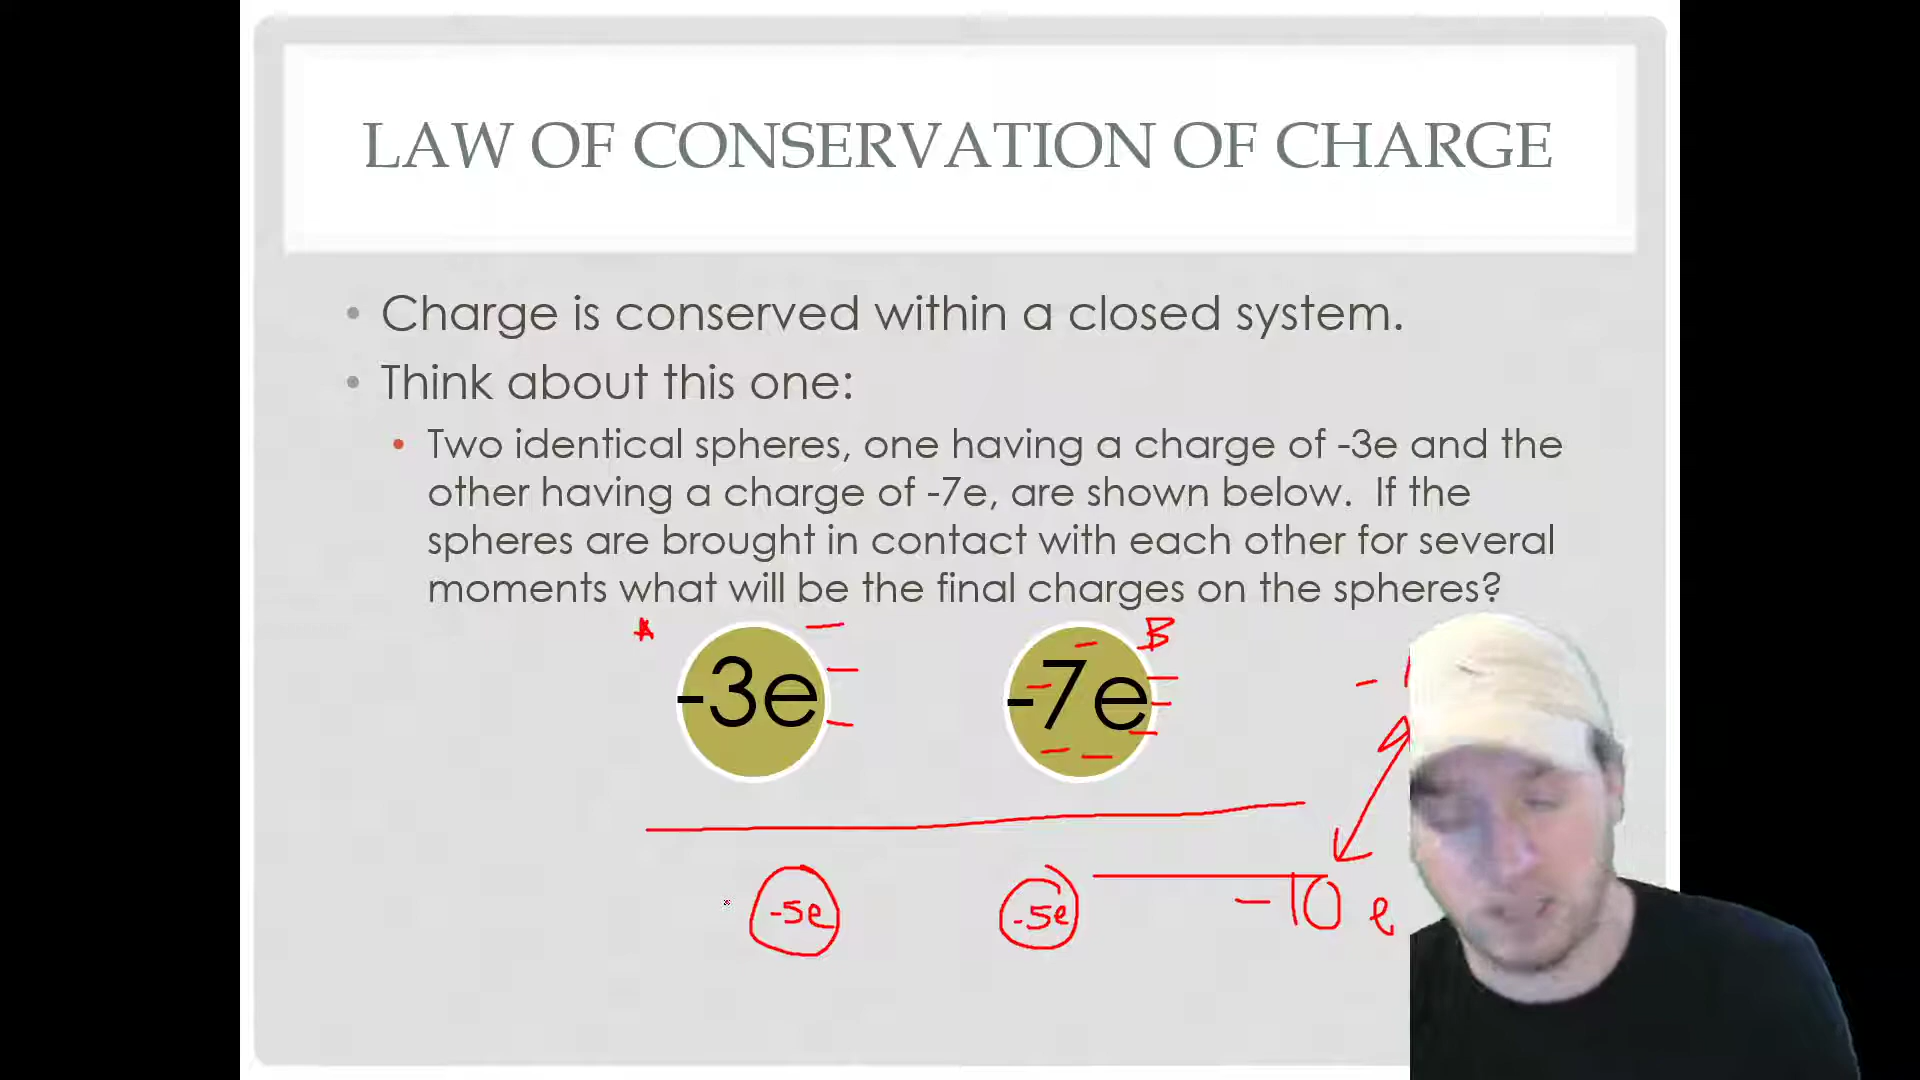 LAW OF CONSERVATION OF CHARGE
• Charge is conserved within a closed system.
• Think about this one:
• Two identical spheres, one having a charge of -3e and the
other having a charge of -7e, are shown below. If the
spheres are brought in contact with each other for several
moments what will be the final charges on the spheres?
A B
-3e -7e
-5e -5e -10 e